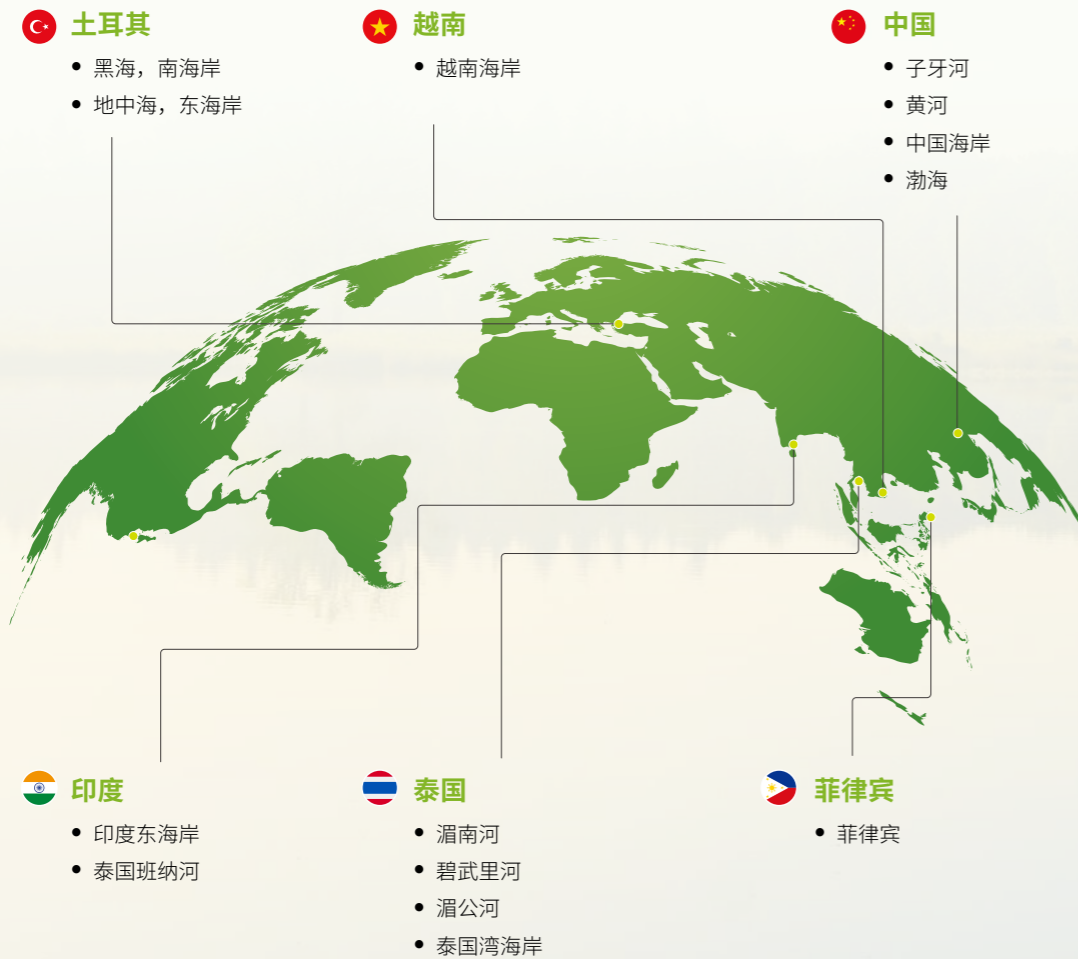 土耳其
黑海，南海岸
地中海，东海岸
越南
越南海岸
中国
子牙河
黄河
中国海岸
渤海
印度
印度东海岸
泰国班纳河
泰国
湄南河
碧武里河
湄公河
泰国湾海岸
菲律宾
菲律宾